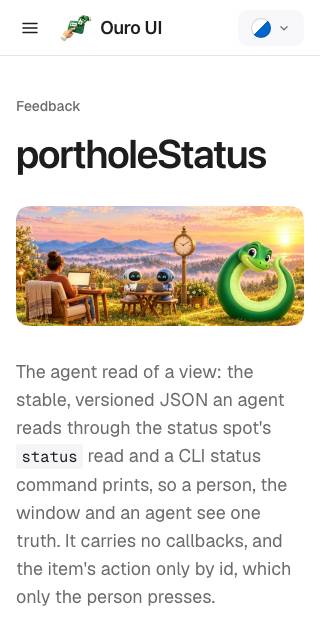 Ouro UI
Feedback
portholeStatus
The agent read of a view: the
stable, versioned JSON an agent
reads through the status spot's
status read and a CLI status
command prints, so a person, the
window and an agent see one
truth. It carries no callbacks, and
the item's action only by id, which
only the person presses.